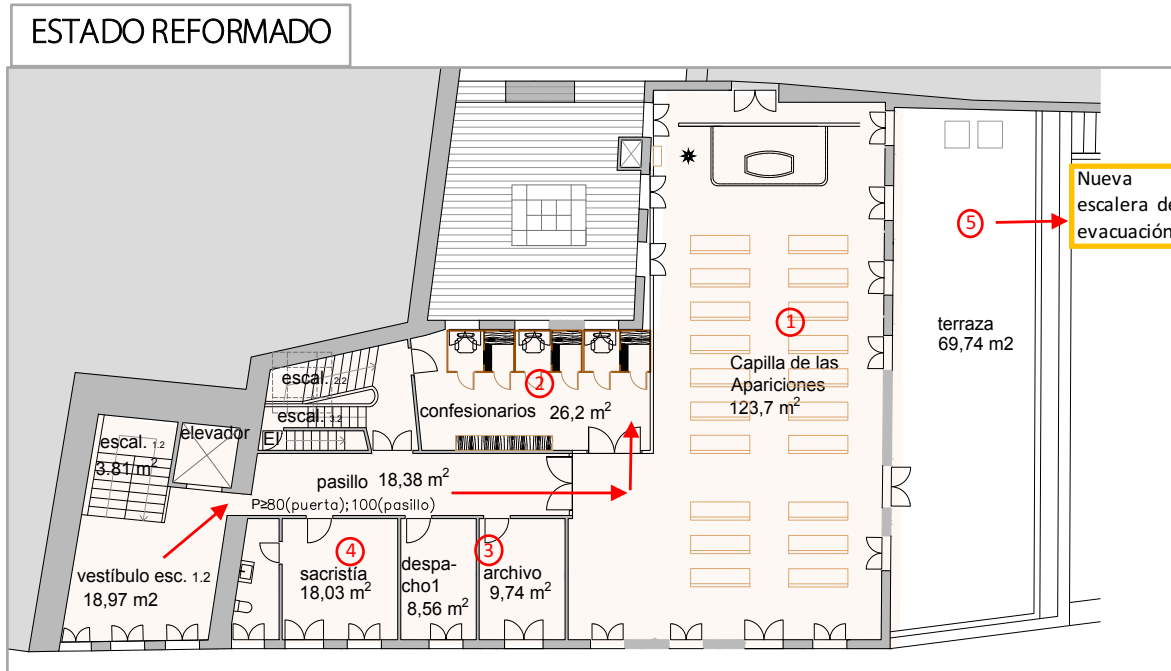 ESTADO REFORMADO
Nueva
escalera de
evacuación
5
terraza
69,74 m2
1
Capilla de las
Apariciones
123,7 m²
2
confesionarios 26,2 m²
escal. 2.2
escal. 3.2
EI
elevador
escal. 1.2
3.81 m²
pasillo 18,38 m²
P≥80(puerta); 100(pasillo)
vestíbulo esc. 1.2
18,97 m2
4
sacristía
18,03 m²
despa-
cho1
8,56 m²
3
archivo
9,74 m²